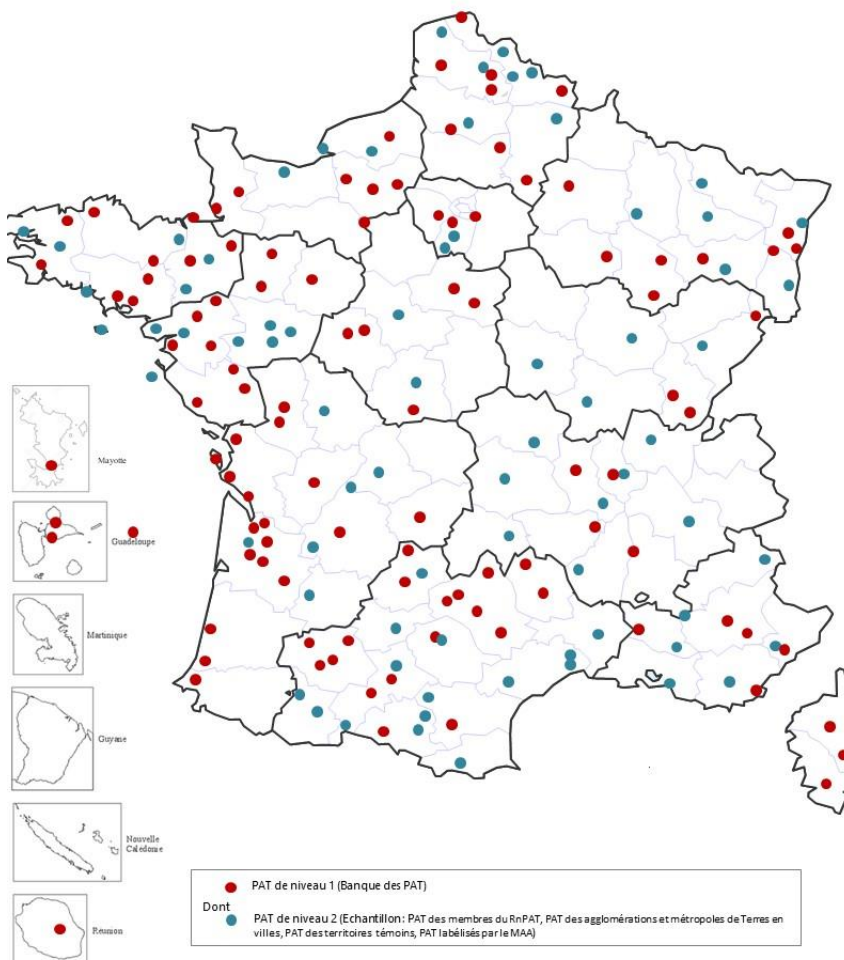 Mayotte
Guadeloupe
Martinique
Guyane
Nouvelle
Calédonie
Réunion
PAT de niveau 1 (Banque des PAT)
Dont
PAT de niveau 2 (Echantillon: PAT des membres du RnPAT, PAT des agglomérations et métropoles de Terres en
villes, PAT des territoires témoins, PAT labélisés par le MAA)